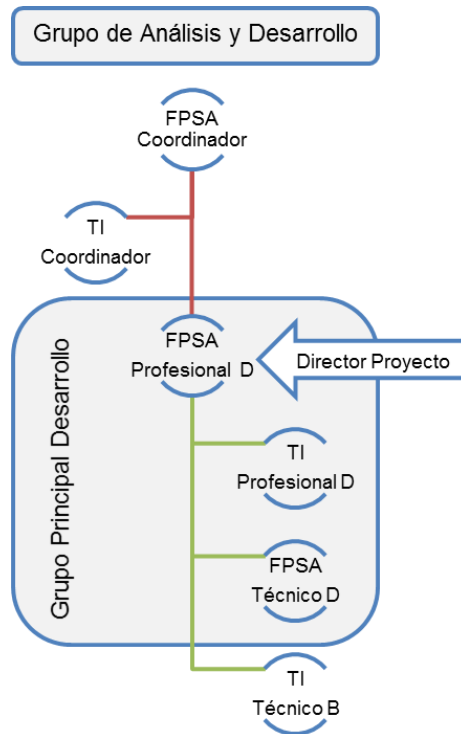 Grupo de Análisis y Desarrollo
FPSA
Coordinador
TI
Coordinador
Grupo Principal Desarrollo
FPSA
Profesional D
Director Proyecto
TI
Profesional D
FPSA
Técnico D
TI
Técnico B